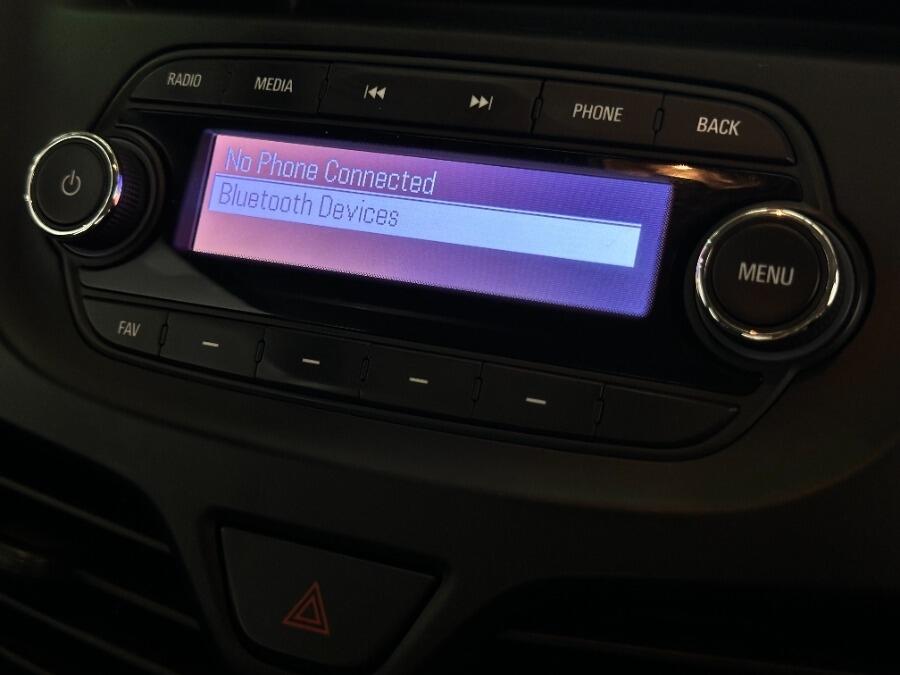 RADIO
MEDIA
PHONE
BACK
No Phone Connected
Bluetooth Devices
MENU
FAV